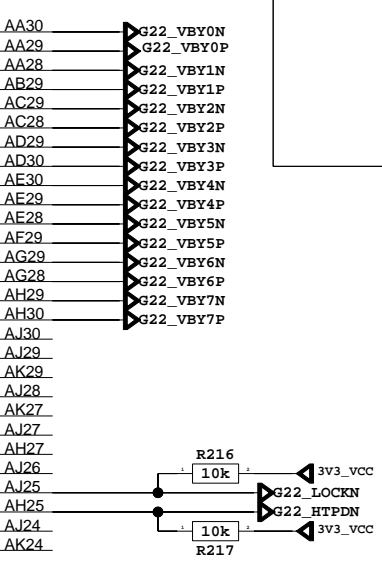 AA30 G22_VBY0N
AA29 G22_VBY0P
AA28 G22_VBY1N
AB29 G22_VBY1P
AC29 G22_VBY2N
AC28 G22_VBY2P
AD29 G22_VBY3N
AD30 G22_VBY3P
AE30 G22_VBY4N
AE29 G22_VBY4P
AE28 G22_VBY5N
AF29 G22_VBY5P
AG29 G22_VBY6N
AG28 G22_VBY6P
AH29 G22_VBY7N
AH30 G22_VBY7P
AJ30
AJ29
AK29
AJ28
AK27
AJ27
AH27
R216
AJ26 1 10k 2 3V3_VCC
AJ25 G22_LOCKN
AH25 G22_HTPDN
AJ24 1 10k 2 3V3_VCC
AK24 R217